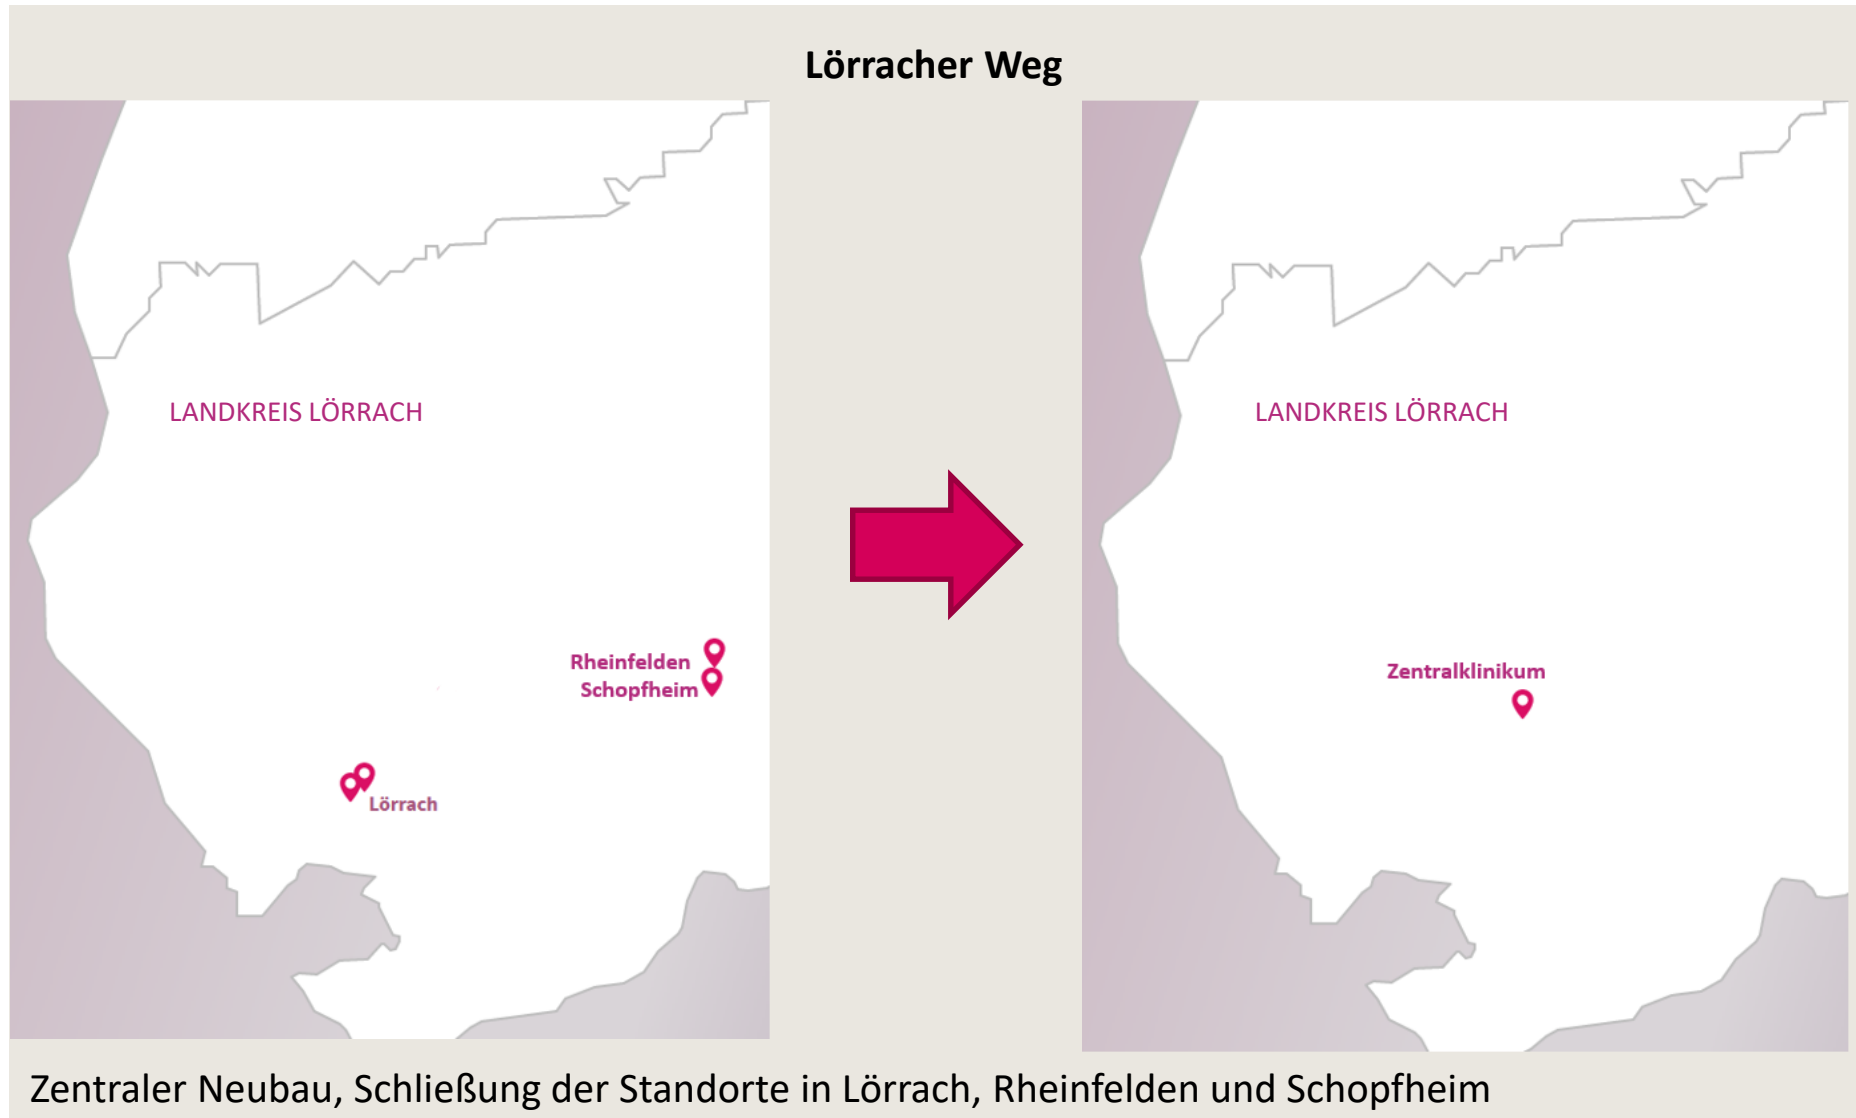 Lörracher Weg
LANDKREIS LÖRRACH
Rheinfelden
Schopfheim
Lörrach
LANDKREIS LÖRRACH
Zentralklinikum
Zentraler Neubau, Schließung der Standorte in Lörrach, Rheinfelden und Schopfheim